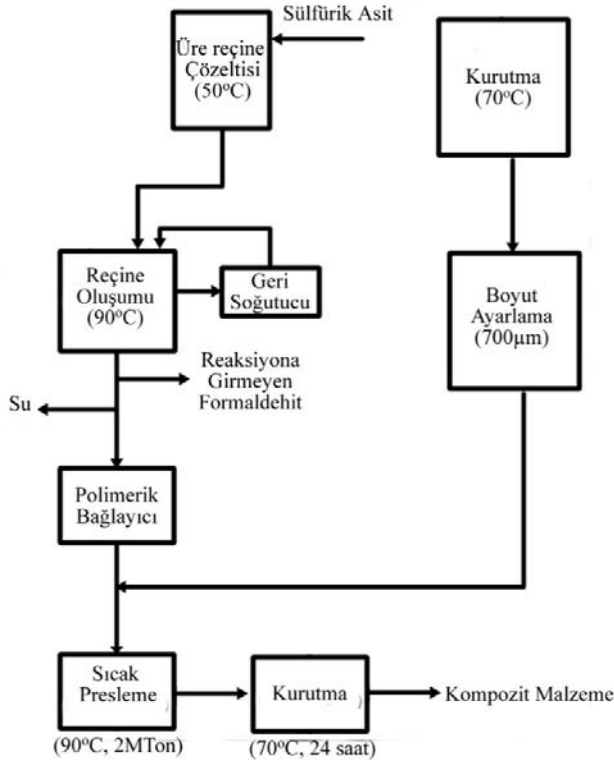 Sülfürik Asit
Üre reçine
Çözeltisi
(50°C)
Kurutma
(70°C)
Reçine
Oluşumu
(90°C)
Geri
Soğutucu
Boyut
Ayarlama
(700µm)
Reaksiyona
Girmeyen
Formaldehit
Su
Polimerik
Bağlayıcı
Sıcak
Presleme
(90°C, 2MTon)
Kurutma
(70°C, 24 saat)
Kompozit Malzeme